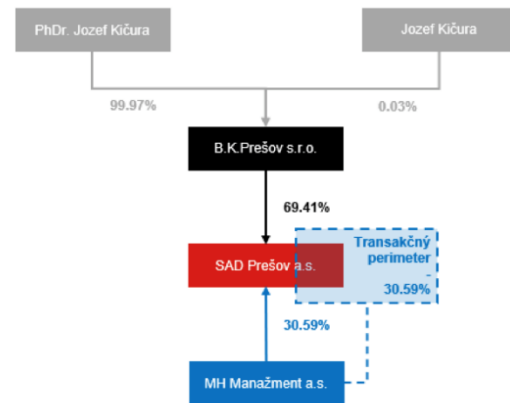 PhDr. Jozef Kičura
Jozef Kičura
99.97%
0.03%
B.K.Prešov s.r.o.
69.41%
Transakčný
perimeter
-
30.59%
SAD Prešov a.s.
30.59%
MH Manažment a.s.